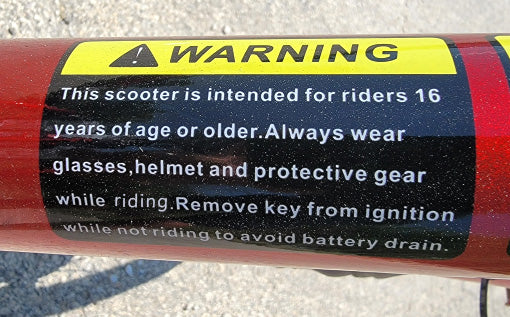 WARNING
This scooter is intended for riders 16
years of age or older.Always wear
glasses,helmet and protective gear
while riding.Remove key from ignition
while not riding to avoid battery drain.